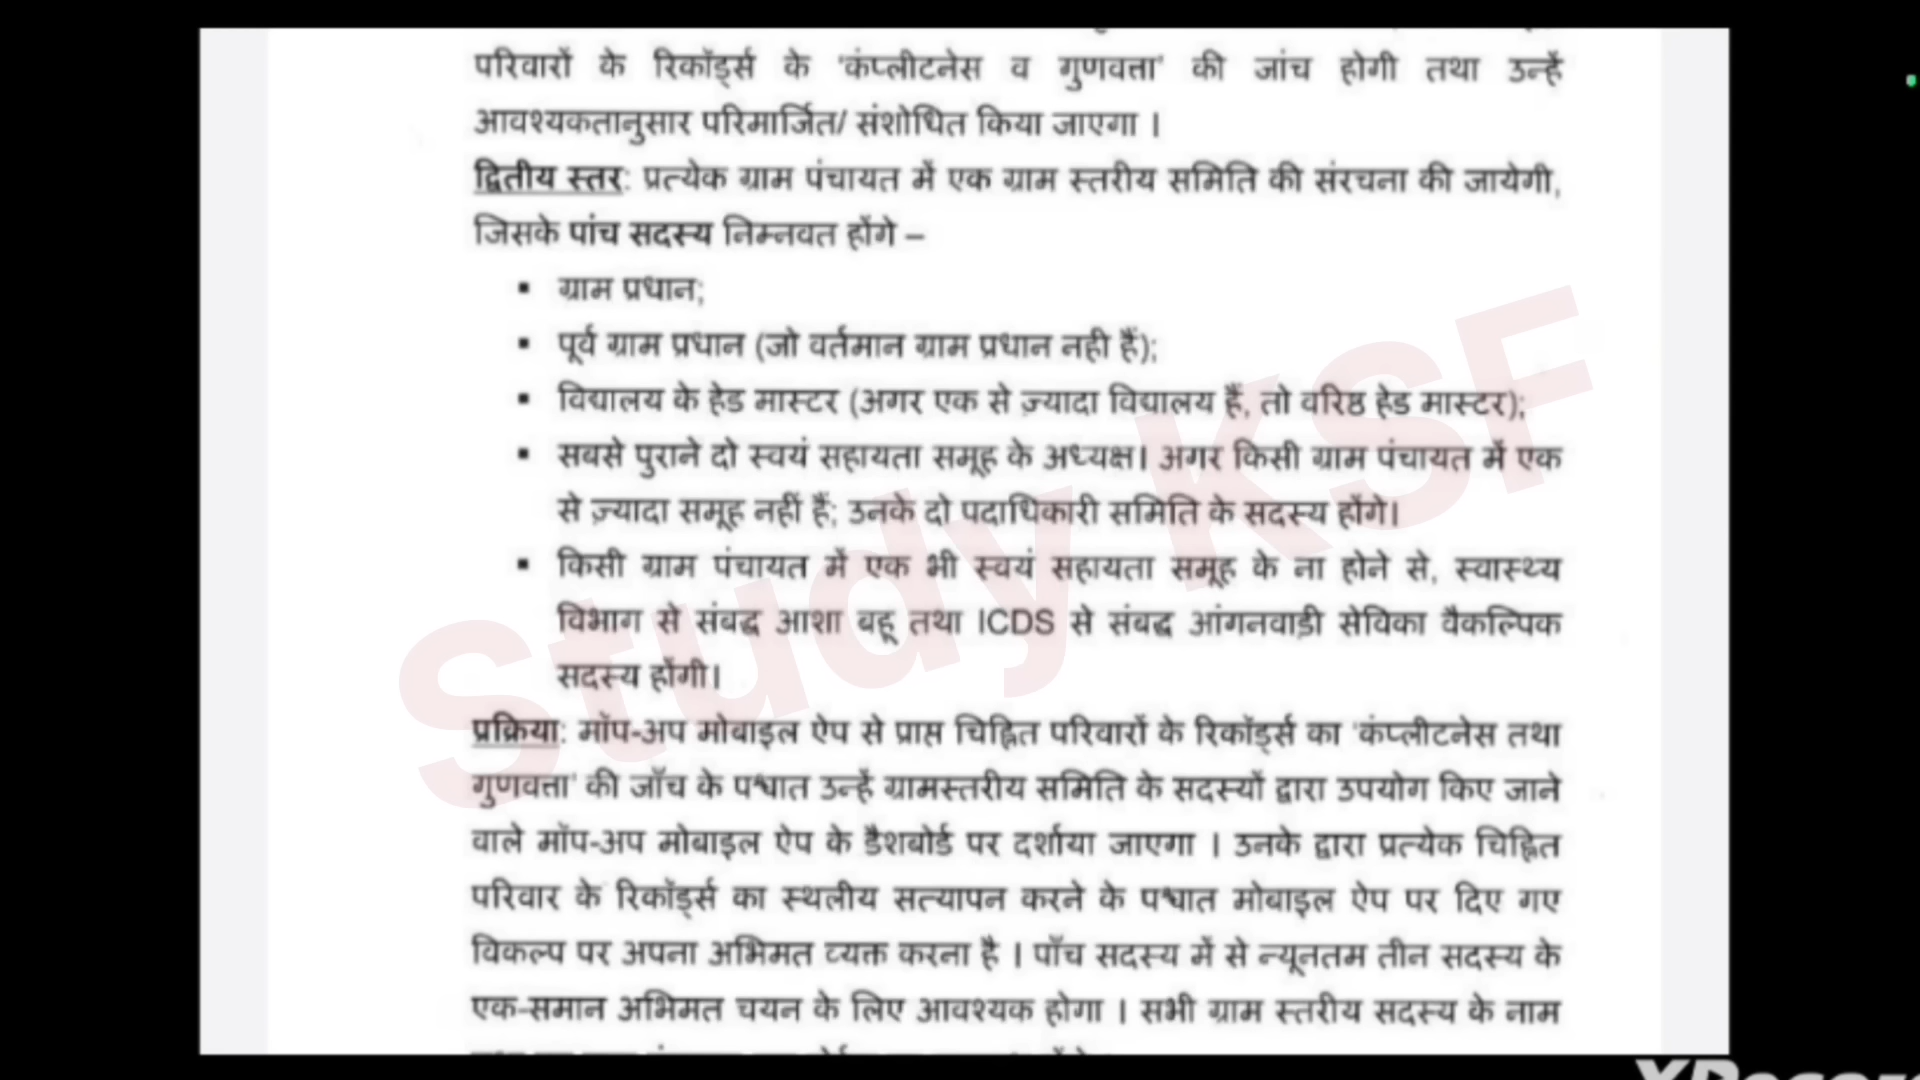 परिवारों के रिकॉर्ड्स के 'कंप्लीटनेस व गुणवत्ता' की जांच होगी तथा उन्हें
आवश्यकतानुसार परिमार्जित/ संशोधित किया जाएगा ।
द्वितीय स्तर: प्रत्येक ग्राम पंचायत में एक ग्राम स्तरीय समिति की संरचना की जायेगी,
जिसके पांच सदस्य निम्नवत होंगे –
▪ ग्राम प्रधान;
▪ पूर्व ग्राम प्रधान (जो वर्तमान ग्राम प्रधान नही हैं);
▪ विद्यालय के हेड मास्टर (अगर एक से ज़्यादा विद्यालय हैं, तो वरिष्ठ हेड मास्टर);
▪ सबसे पुराने दो स्वयं सहायता समूह के अध्यक्ष। अगर किसी ग्राम पंचायत में एक
से ज़्यादा समूह नहीं हैं; उनके दो पदाधिकारी समिति के सदस्य होंगे।
▪ किसी ग्राम पंचायत में एक भी स्वयं सहायता समूह के ना होने से, स्वास्थ्य
विभाग से संबद्ध आशा बहू तथा ICDS से संबद्ध आंगनवाड़ी सेविका वैकल्पिक
सदस्य होंगी।
प्रक्रिया: मॉप-अप मोबाइल ऐप से प्राप्त चिह्नित परिवारों के रिकॉर्ड्स का 'कंप्लीटनेस तथा
गुणवत्ता' की जाँच के पश्चात उन्हें ग्रामस्तरीय समिति के सदस्यों द्वारा उपयोग किए जाने
वाले मॉप-अप मोबाइल ऐप के डैशबोर्ड पर दर्शाया जाएगा । उनके द्वारा प्रत्येक चिह्नित
परिवार के रिकॉर्ड्स का स्थलीय सत्यापन करने के पश्चात मोबाइल ऐप पर दिए गए
विकल्प पर अपना अभिमत व्यक्त करना है । पाँच सदस्य में से न्यूनतम तीन सदस्य के
एक-समान अभिमत चयन के लिए आवश्यक होगा । सभी ग्राम स्तरीय सदस्य के नाम
Study KSF